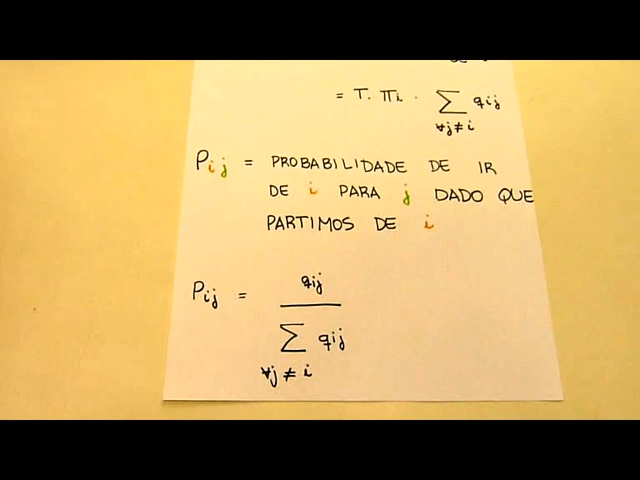 = T. πi . ∑ qij
∀j≠i
Pij = PROBABILIDADE DE IR
DE i PARA j DADO QUE
PARTIMOS DE i
Pij = qij
∑ qij
∀j≠i